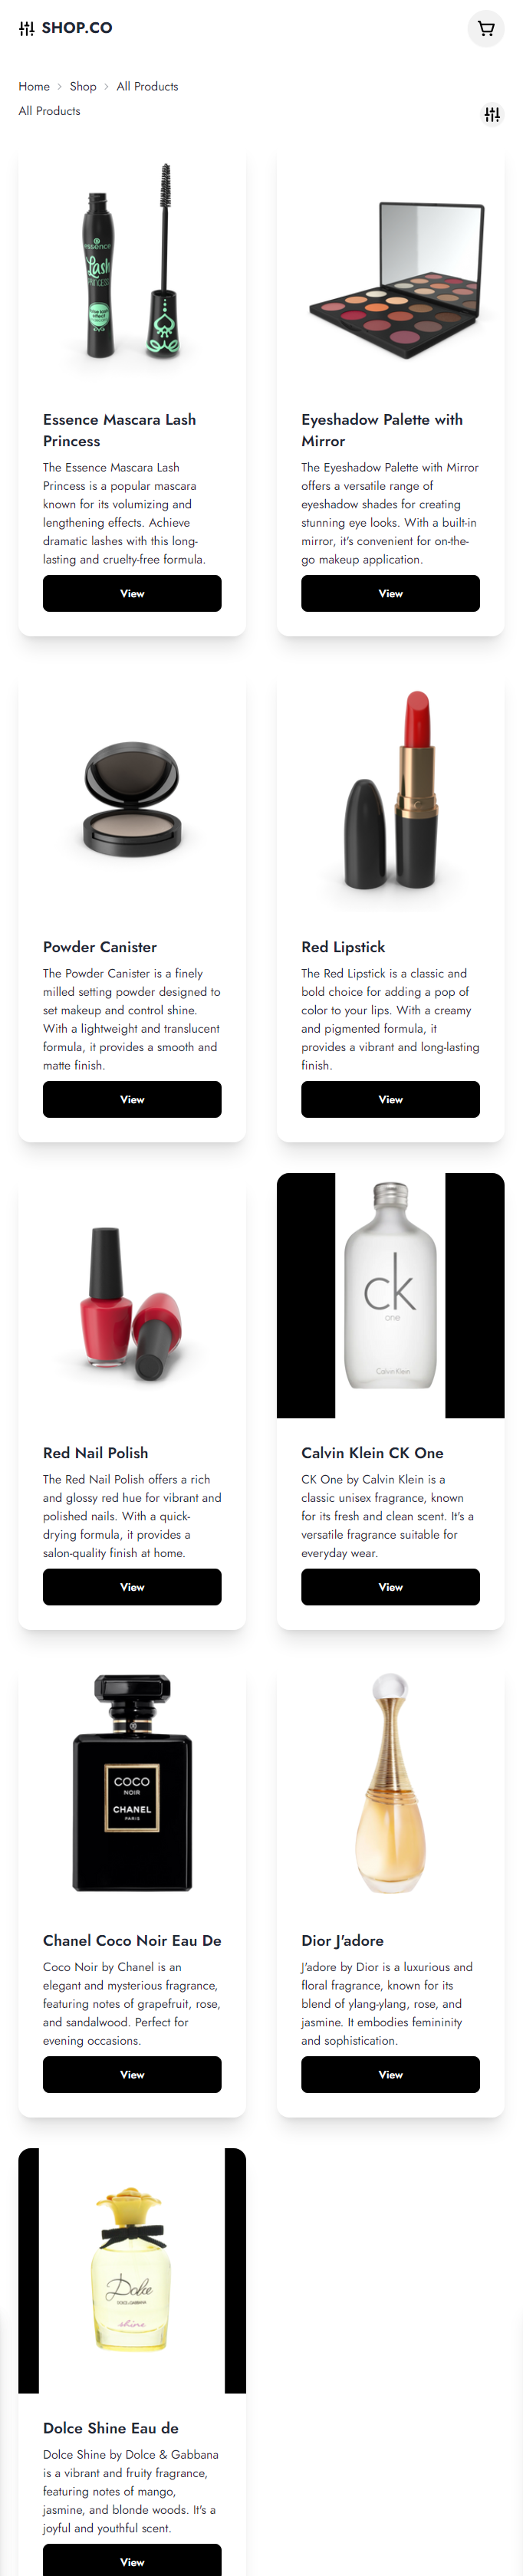 SHOP.CO
Home > Shop > All Products
All Products
essence
Lash
PRINCESS
Essence Mascara Lash
Princess
The Essence Mascara Lash
Princess is a popular mascara
known for its volumizing and
lengthening effects. Achieve
dramatic lashes with this long-
lasting and cruelty-free formula.
View
Eyeshadow Palette with
Mirror
The Eyeshadow Palette with Mirror
offers a versatile range of
eyeshadow shades for creating
stunning eye looks. With a built-in
mirror, it's convenient for on-the-
go makeup application.
View
Powder Canister
The Powder Canister is a finely
milled setting powder designed to
set makeup and control shine.
With a lightweight and translucent
formula, it provides a smooth and
matte finish.
View
Red Lipstick
The Red Lipstick is a classic and
bold choice for adding a pop of
color to your lips. With a creamy
and pigmented formula, it
provides a vibrant and long-lasting
finish.
View
Red Nail Polish
The Red Nail Polish offers a rich
and glossy red hue for vibrant and
polished nails. With a quick-
drying formula, it provides a
salon-quality finish at home.
View
ck
one
Calvin Klein
Calvin Klein CK One
CK One by Calvin Klein is a
classic unisex fragrance, known
for its fresh and clean scent. It's a
versatile fragrance suitable for
everyday wear.
View
COCO
NOIR
CHANEL
PARIS
Chanel Coco Noir Eau De
Coco Noir by Chanel is an
elegant and mysterious fragrance,
featuring notes of grapefruit, rose,
and sandalwood. Perfect for
evening occasions.
View
Dior J'adore
J'adore by Dior is a luxurious and
floral fragrance, known for its
blend of ylang-ylang, rose, and
jasmine. It embodies femininity
and sophistication.
View
Dolce
DOLCE & GABBANA
shine
Dolce Shine Eau de
Dolce Shine by Dolce & Gabbana
is a vibrant and fruity fragrance,
featuring notes of mango,
jasmine, and blonde woods. It's a
joyful and youthful scent.
View